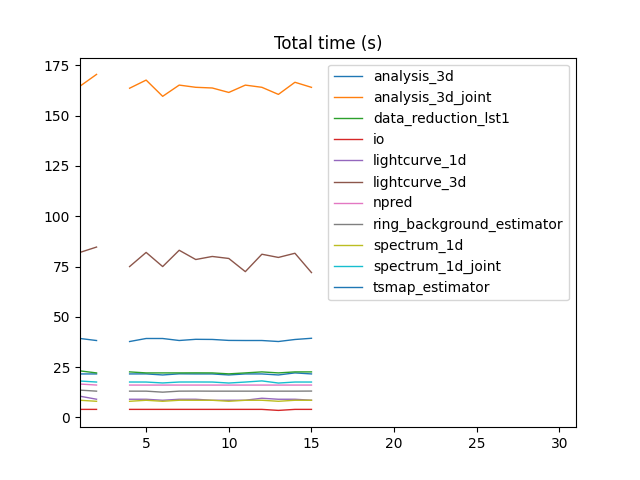 Total time (s)
175
150
125
100
75
50
25
0
5
10
15
20
25
30
analysis_3d
analysis_3d_joint
data_reduction_lst1
io
lightcurve_1d
lightcurve_3d
npred
ring_background_estimator
spectrum_1d
spectrum_1d_joint
tsmap_estimator